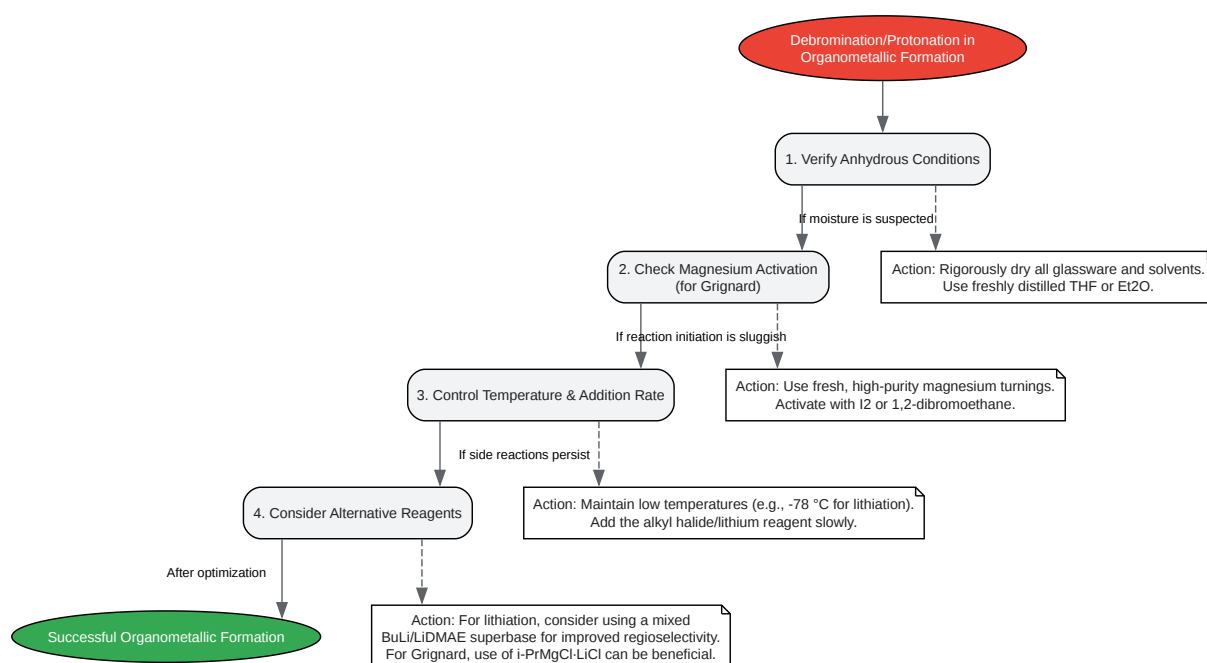 Debromination/Protonation in
Organometallic Formation
1. Verify Anhydrous Conditions
If moisture is suspected
2. Check Magnesium Activation
(for Grignard)
Action: Rigorously dry all glassware and solvents.
Use freshly distilled THF or Et2O.
If reaction initiation is sluggish
3. Control Temperature & Addition Rate
Action: Use fresh, high-purity magnesium turnings.
Activate with I2 or 1,2-dibromoethane.
If side reactions persist
4. Consider Alternative Reagents
Action: Maintain low temperatures (e.g., -78 °C for lithiation).
Add the alkyl halide/lithium reagent slowly.
After optimization
Successful Organometallic Formation
Action: For lithiation, consider using a mixed
BuLi/LiDMAE superbase for improved regioselectivity.
For Grignard, use of i-PrMgCl·LiCl can be beneficial.